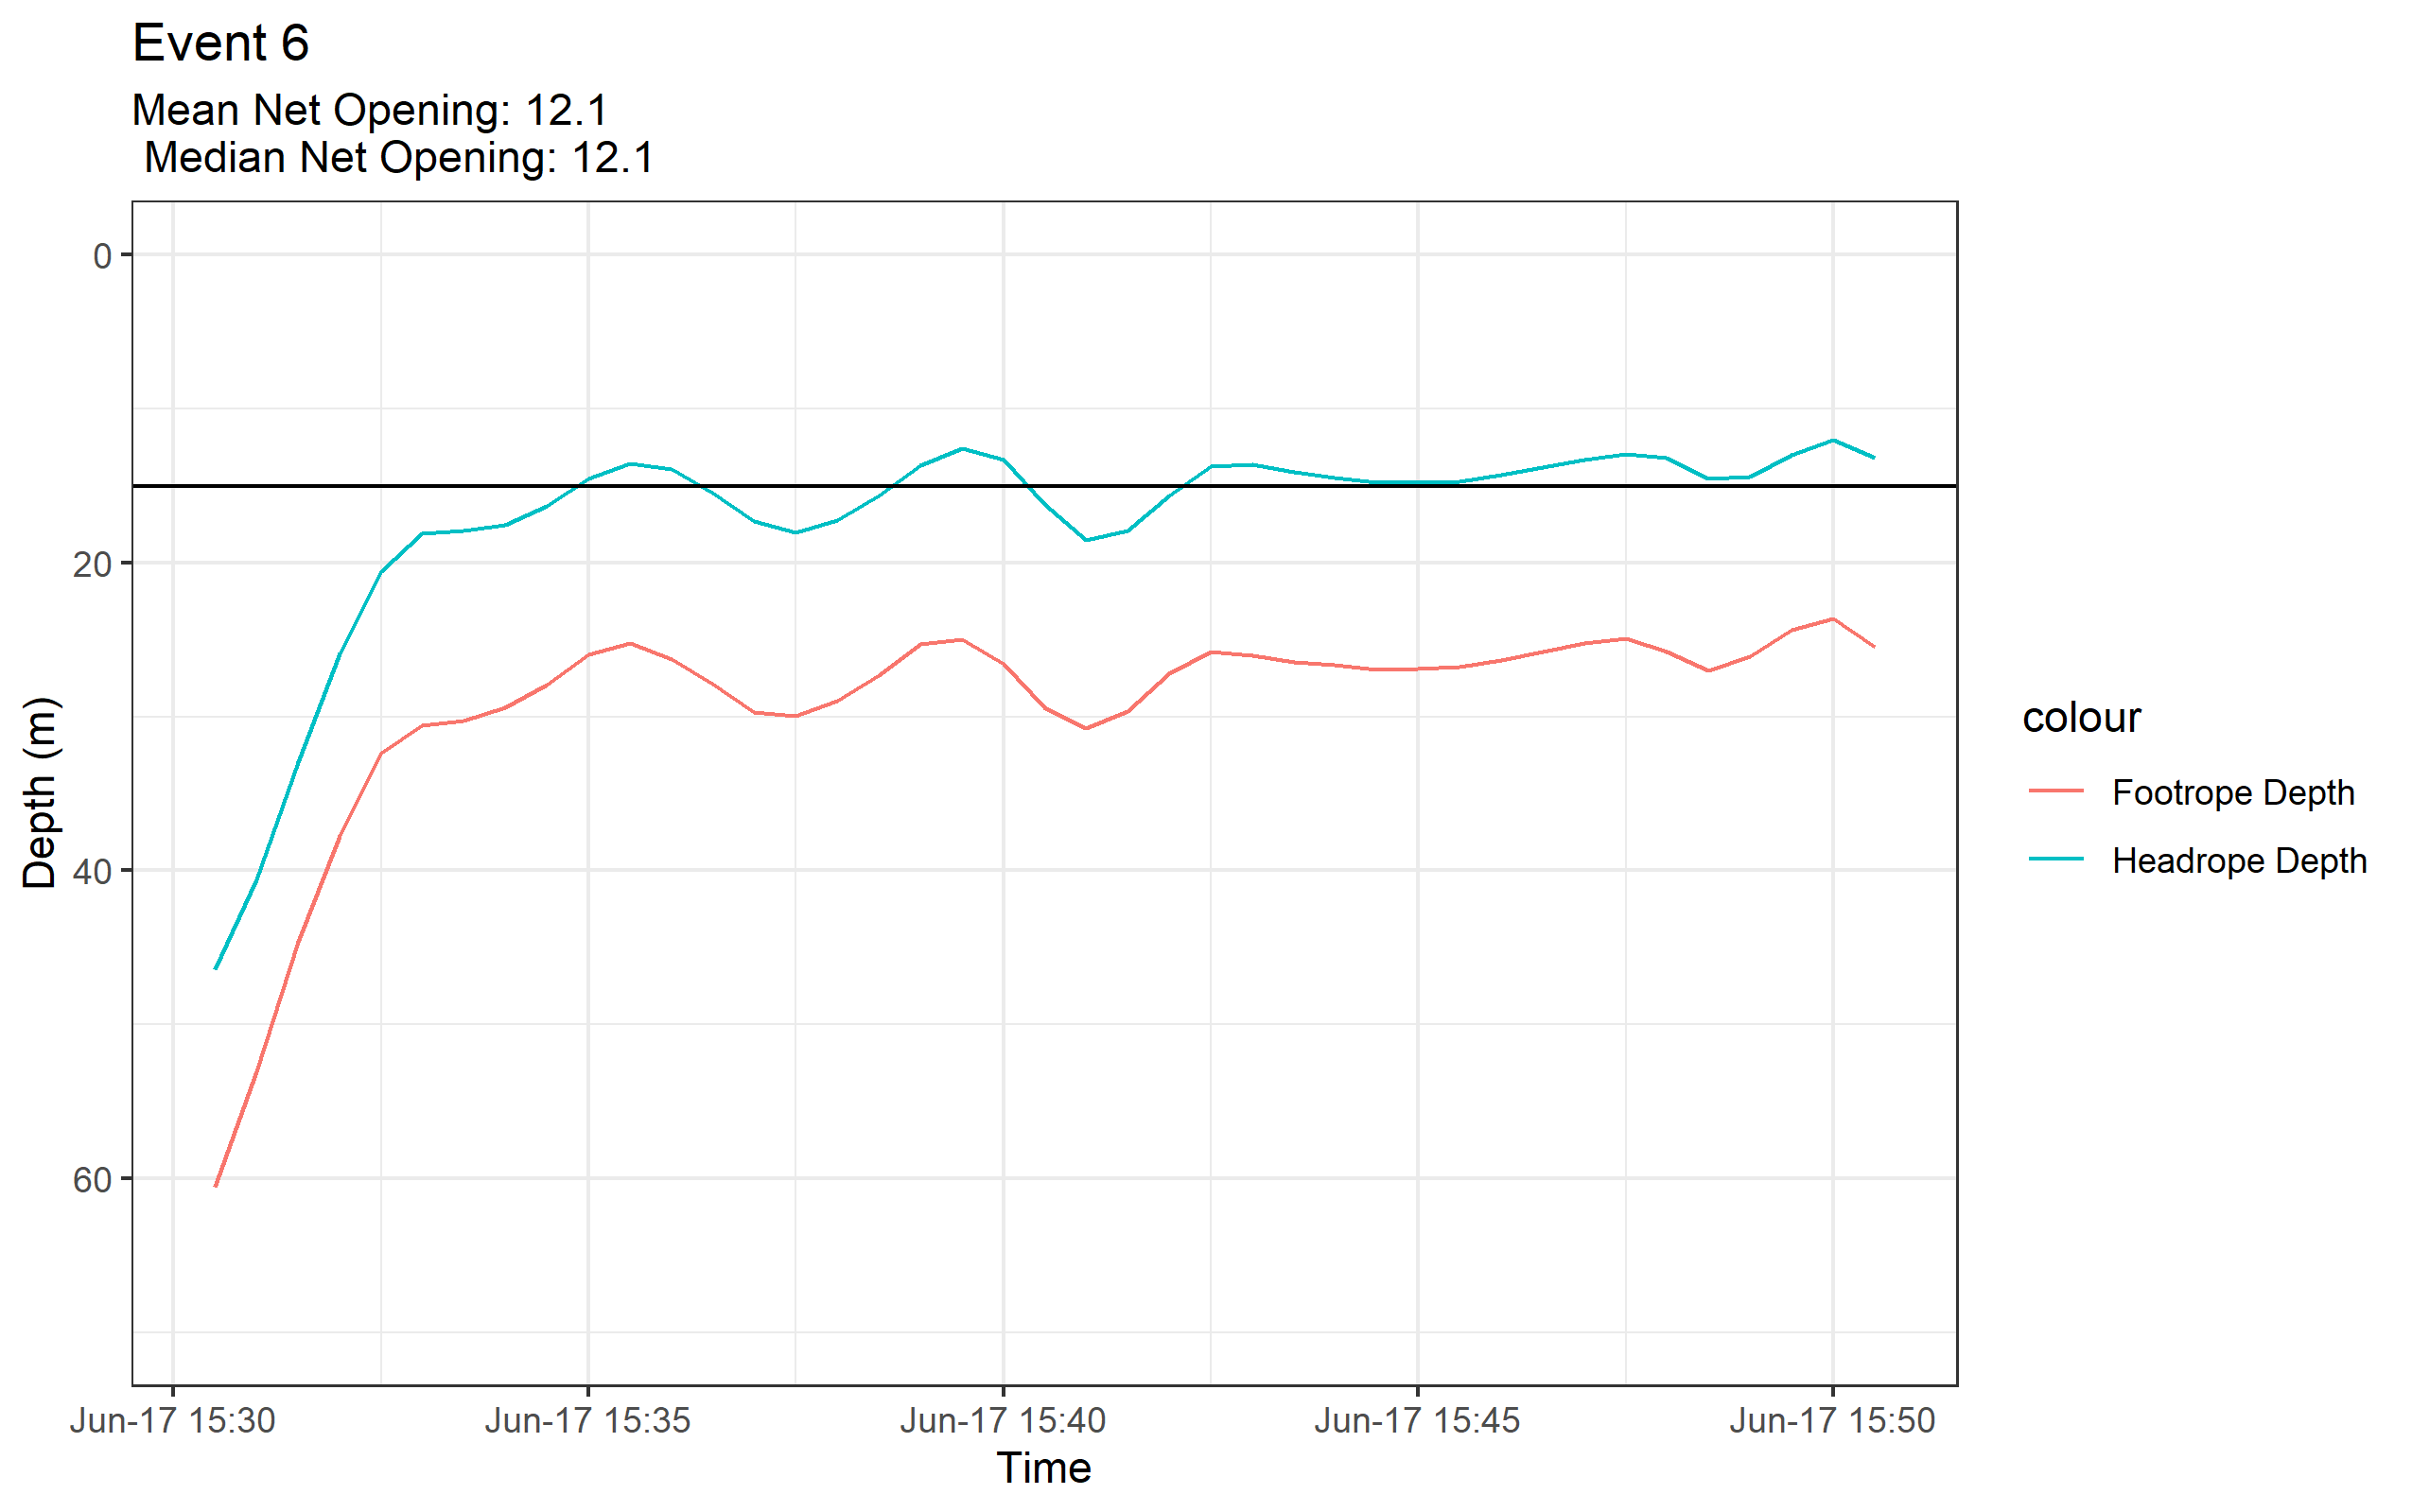 Event 6
Mean Net Opening: 12.1
Median Net Opening: 12.1
0
20
40
60
Depth (m)
Jun-17 15:30
Jun-17 15:35
Jun-17 15:40
Jun-17 15:45
Jun-17 15:50
Time
colour
Footrope Depth
Headrope Depth